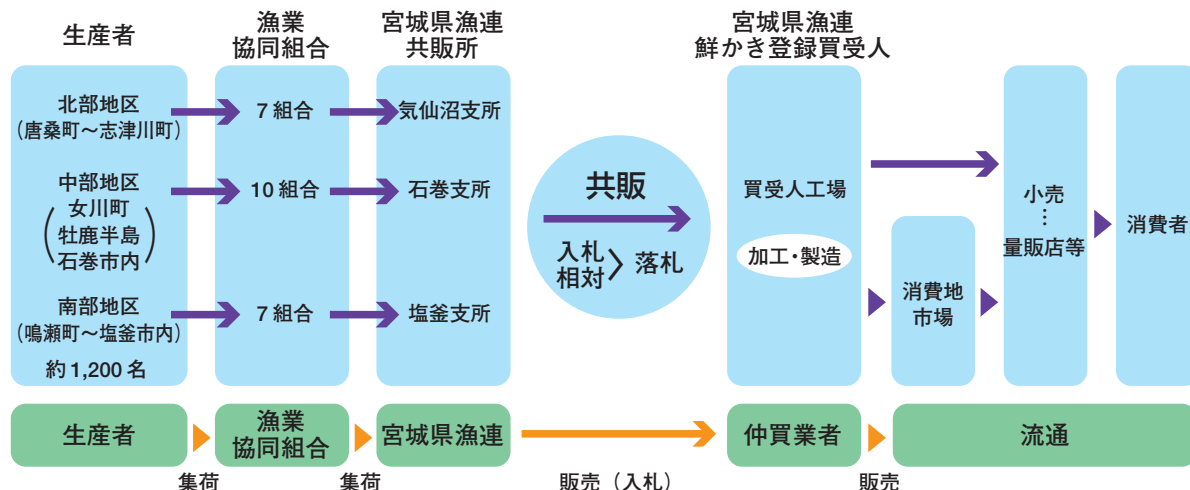 生産者
漁業
協同組合
宮城県漁連
共販所
宮城県漁連
鮮かき登録買受人
北部地区
（唐桑町〜志津川町）
7組合
気仙沼支所
中部地区
女川町
牡鹿半島
石巻市内
10組合
石巻支所
南部地区
（鳴瀬町〜塩釜市内）
7組合
塩釜支所
約1,200名
共販
入札
相対〉落札
買受人工場
加工・製造
消費地
市場
小売
…
量販店等
消費者
生産者
漁業
協同組合
宮城県漁連
仲買業者
流通
集荷
集荷
販売（入札）
販売